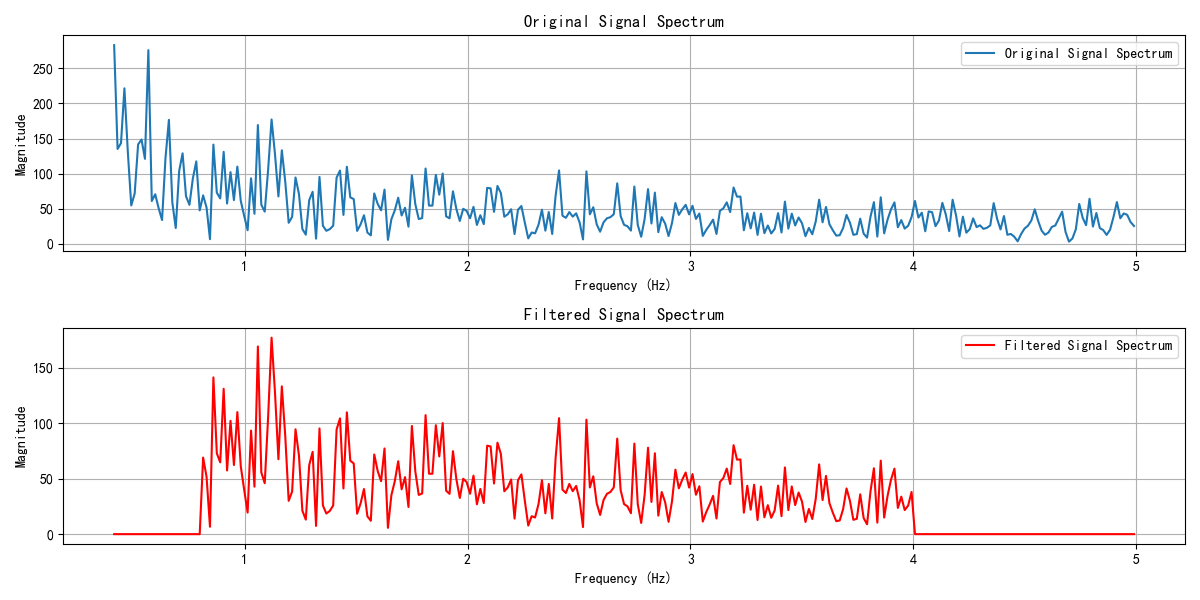 Original Signal Spectrum
Original Signal Spectrum
250
200
150
100
50
0
Magnitude
1 2 3 4 5
Frequency (Hz)
Filtered Signal Spectrum
Filtered Signal Spectrum
150
100
50
0
Magnitude
1 2 3 4 5
Frequency (Hz)